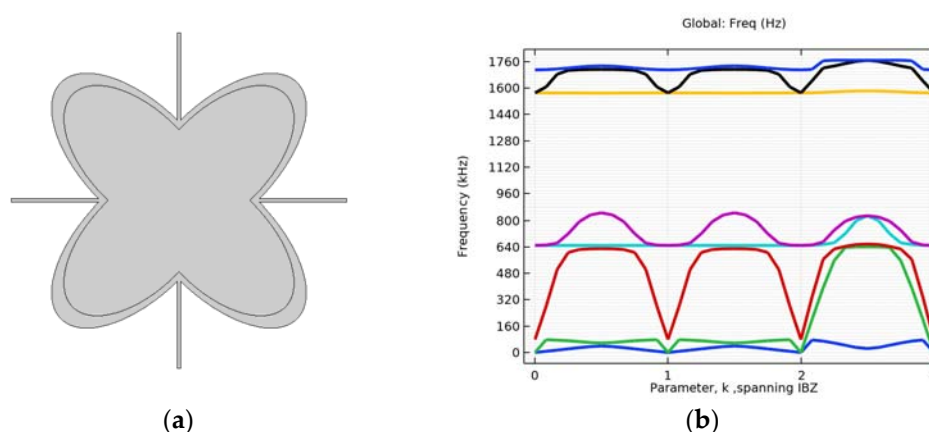 Global: Freq (Hz)
1760
1600
1440
1280
1120
960
800
640
480
320
160
0
Frequency (kHz)
0 1 2
Parameter, k ,spanning IBZ
(a) (b)